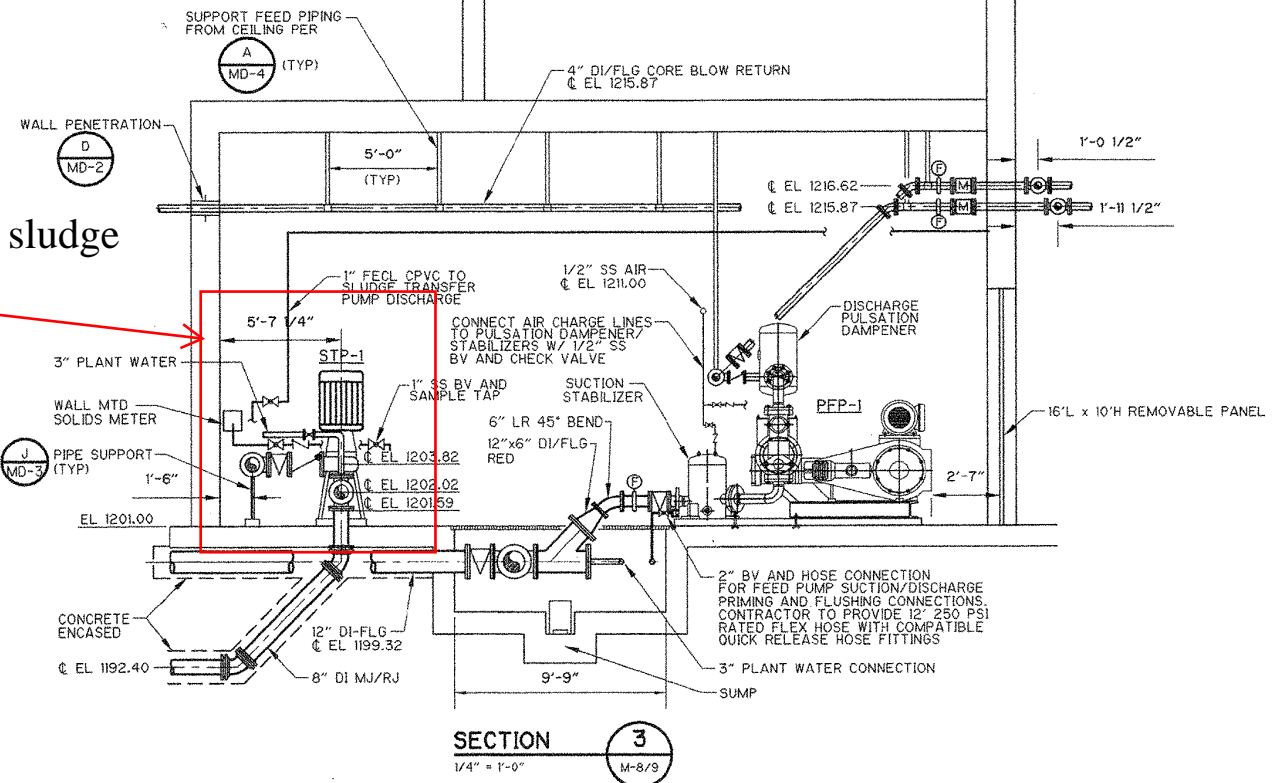 SUPPORT FEED PIPING
FROM CEILING PER
A
MD-4
(TYP)
4" DI/FLG CORE BLOW RETURN
℄ EL 1215.87
WALL PENETRATION
D
MD-2
5'-0"
(TYP)
1'-0 1/2"
℄ EL 1216.62
M
F
℄ EL 1215.87
M
F
1'-11 1/2"
sludge
1" FECL CPVC TO
SLUDGE TRANSFER
PUMP DISCHARGE
1/2" SS AIR
℄ EL 1211.00
DISCHARGE
PULSATION
DAMPENER
5'-7 1/4"
CONNECT AIR CHARGE LINES
TO PULSATION DAMPENER/
STABILIZERS W/ 1/2" SS
BV AND CHECK VALVE
STP-1
3" PLANT WATER
1" SS BV AND
SAMPLE TAP
SUCTION
STABILIZER
PFP-1
WALL MTD
SOLIDS METER
6" LR 45° BEND
12"x6" DI/FLG
RED
16'L x 10'H REMOVABLE PANEL
J
MD-3
PIPE SUPPORT
(TYP)
1'-6"
℄ EL 1203.82
℄ EL 1202.02
℄ EL 1201.59
F
2'-7"
EL 1201.00
2" BV AND HOSE CONNECTION
FOR FEED PUMP SUCTION/DISCHARGE
PRIMING AND FLUSHING CONNECTIONS.
CONTRACTOR TO PROVIDE 12' 250 PSI
RATED FLEX HOSE WITH COMPATIBLE
QUICK RELEASE HOSE FITTINGS
CONCRETE
ENCASED
12" DI-FLG
℄ EL 1199.32
℄ EL 1192.40
8" DI MJ/RJ
3" PLANT WATER CONNECTION
9'-9"
SUMP
SECTION
3
M-8/9
1/4" = 1'-0"